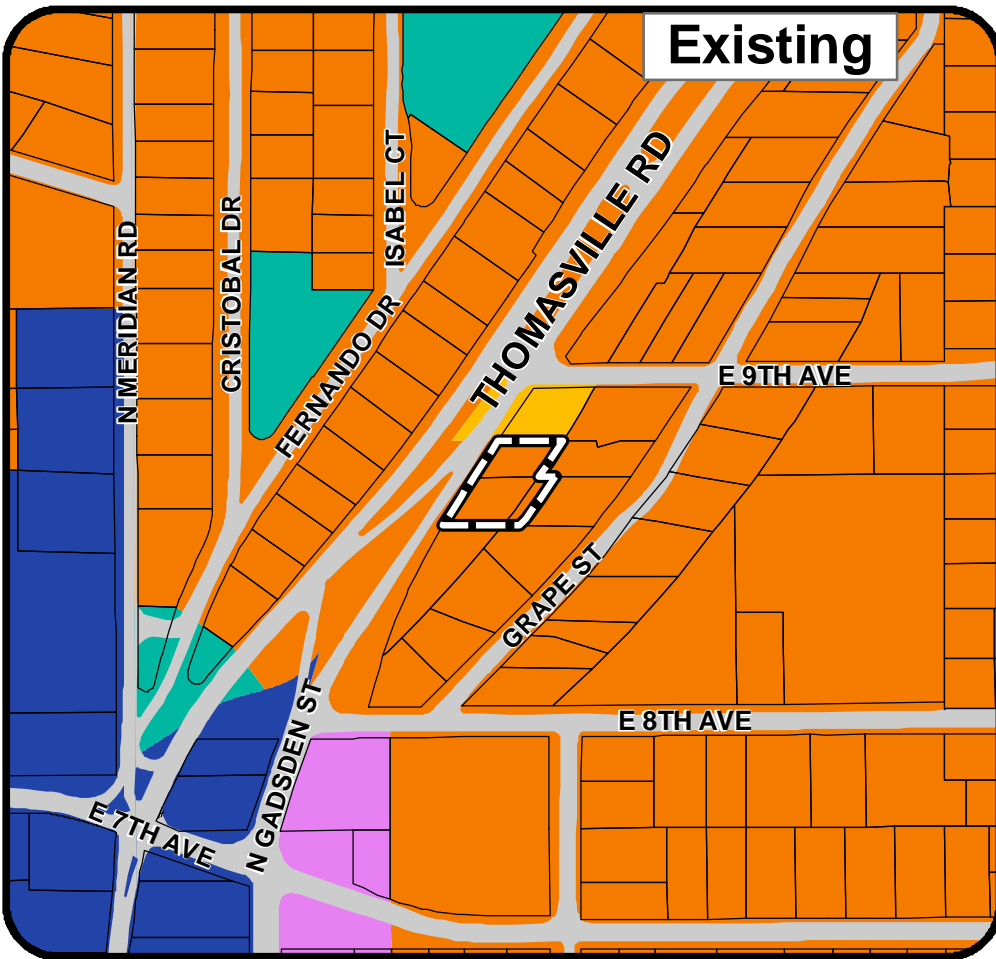 Existing
THOMASVILLE RD
ISABEL CT
CRISTOBAL DR
N MERIDIAN RD
FERNANDO DR
E 9TH AVE
GRAPE ST
E 8TH AVE
N GADSDEN ST
E 7TH AVE